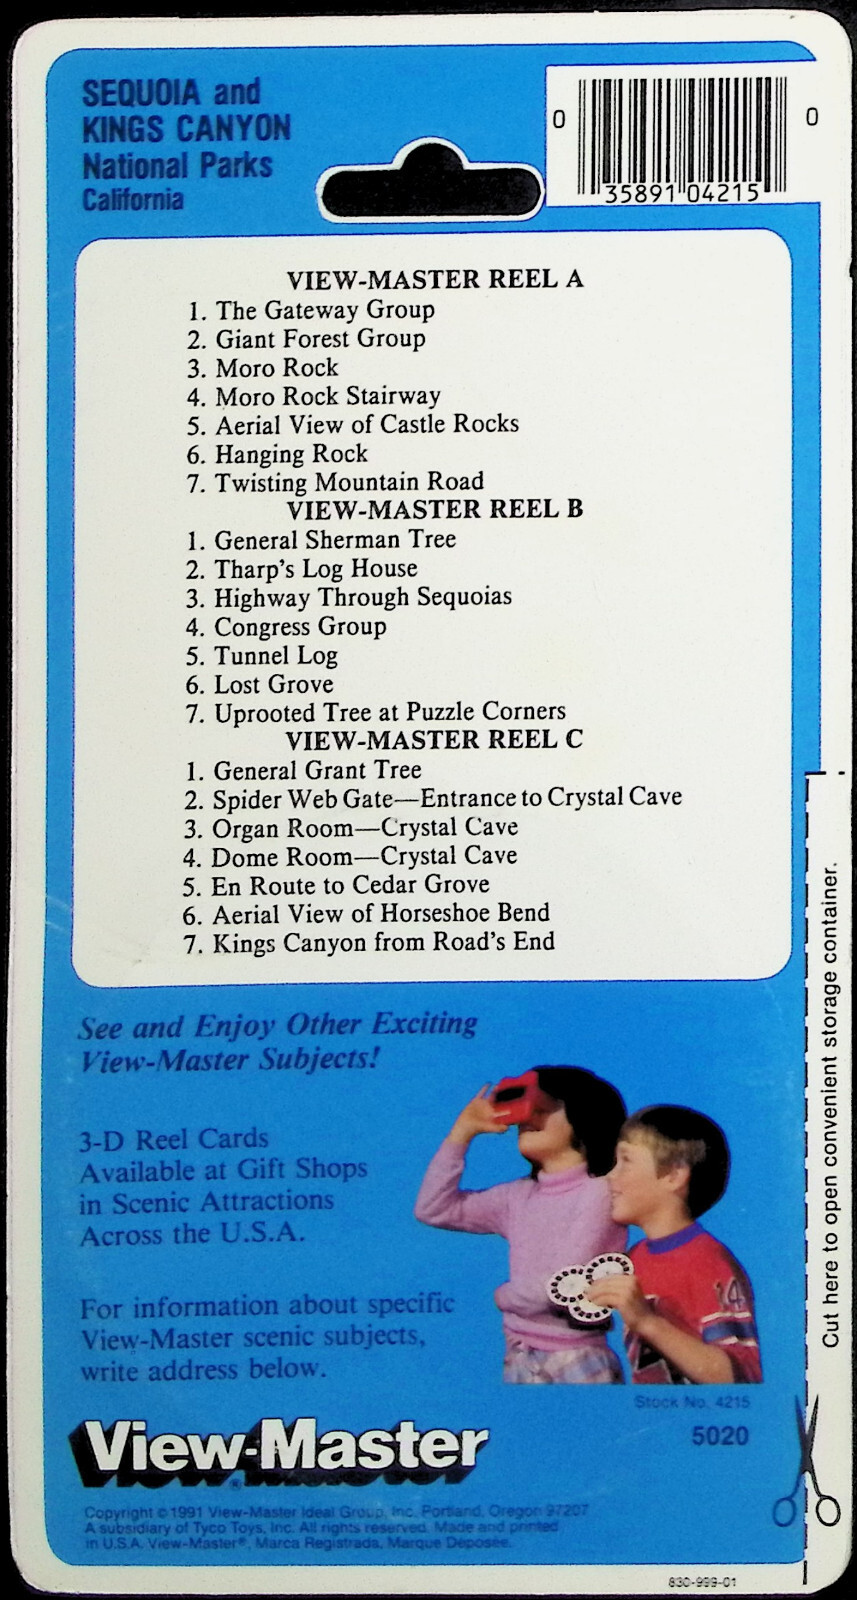 SEQUOIA and
KINGS CANYON
National Parks
California
0 35891 04215 0
VIEW-MASTER REEL A
1. The Gateway Group
2. Giant Forest Group
3. Moro Rock
4. Moro Rock Stairway
5. Aerial View of Castle Rocks
6. Hanging Rock
7. Twisting Mountain Road
VIEW-MASTER REEL B
1. General Sherman Tree
2. Tharp's Log House
3. Highway Through Sequoias
4. Congress Group
5. Tunnel Log
6. Lost Grove
7. Uprooted Tree at Puzzle Corners
VIEW-MASTER REEL C
1. General Grant Tree
2. Spider Web Gate—Entrance to Crystal Cave
3. Organ Room—Crystal Cave
4. Dome Room—Crystal Cave
5. En Route to Cedar Grove
6. Aerial View of Horseshoe Bend
7. Kings Canyon from Road's End
See and Enjoy Other Exciting
View-Master Subjects!
3-D Reel Cards
Available at Gift Shops
in Scenic Attractions
Across the U.S.A.
For information about specific
View-Master scenic subjects,
write address below.
14
Stock No. 4215
5020
View-Master®
Copyright © 1991 View-Master Ideal Group, Inc. Portland, Oregon 97207
A subsidiary of Tyco Toys, Inc. All rights reserved. Made and printed
in U.S.A. View-Master®, Marca Registrada, Marque Déposée.
830-999-01
Cut here to open convenient storage container.